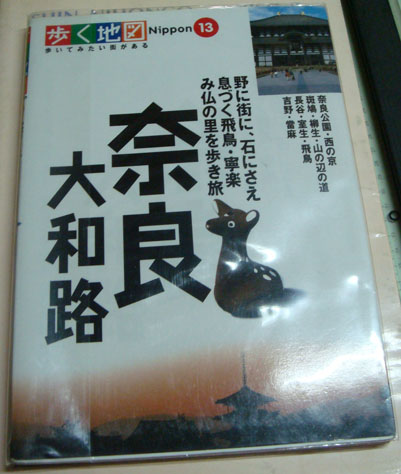 歩く地図 Nippon 13
歩いてみたい街がある
奈良公園・西の京
斑鳩・柳生・山の辺の道
長谷・室生・飛鳥
吉野・當麻
野に街に、石にさえ
息づく飛鳥・寧楽
み仏の里を歩き旅
奈良
大和路